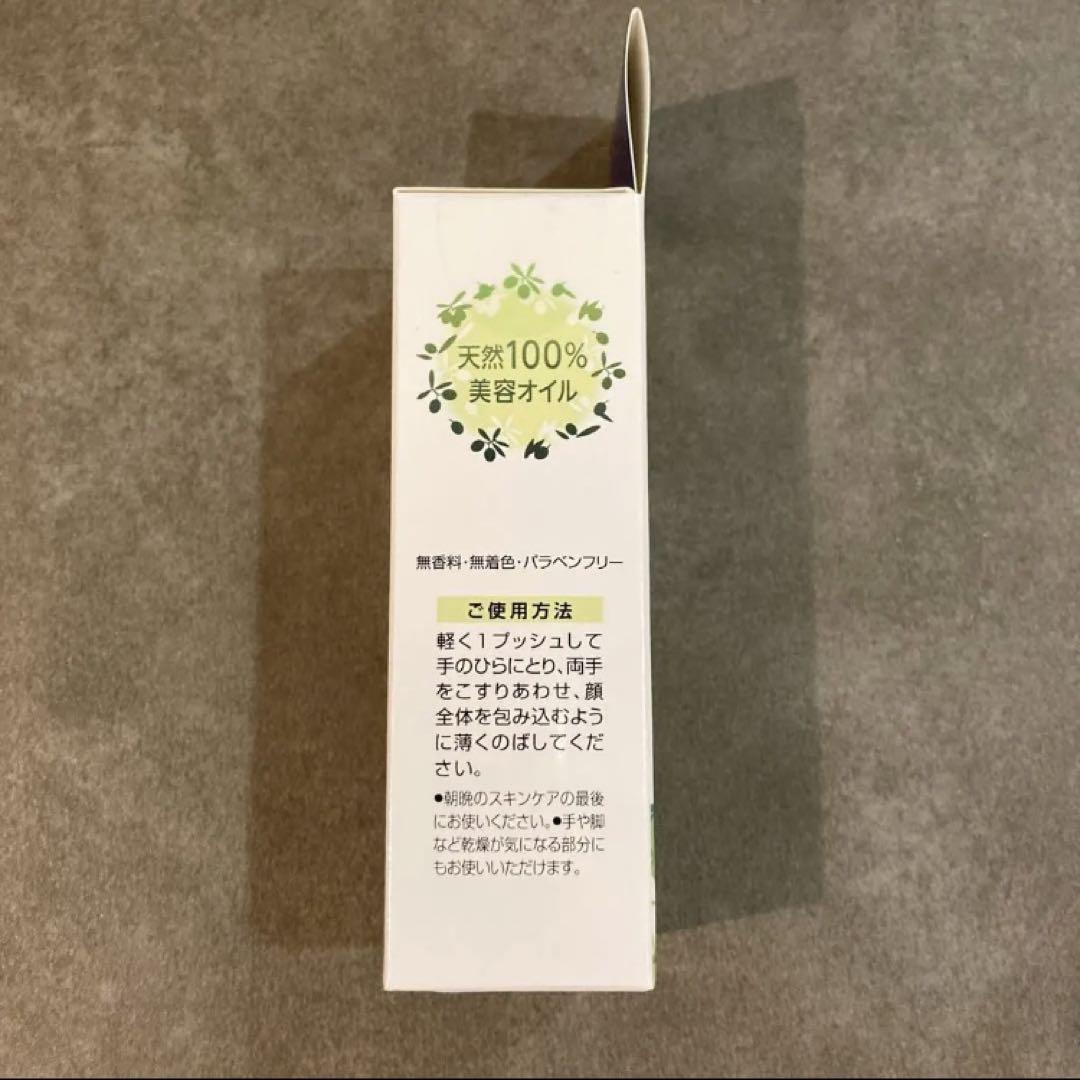 天然100%
美容オイル
無香料・無着色・パラベンフリー
ご使用方法
軽く1プッシュして
手のひらにとり、両手
をこすりあわせ、顔
全体を包み込むよう
に薄くのばしてくだ
さい。
●朝晩のスキンケアの最後
にお使いください。●手や脚
など乾燥が気になる部分に
もお使いいただけます。